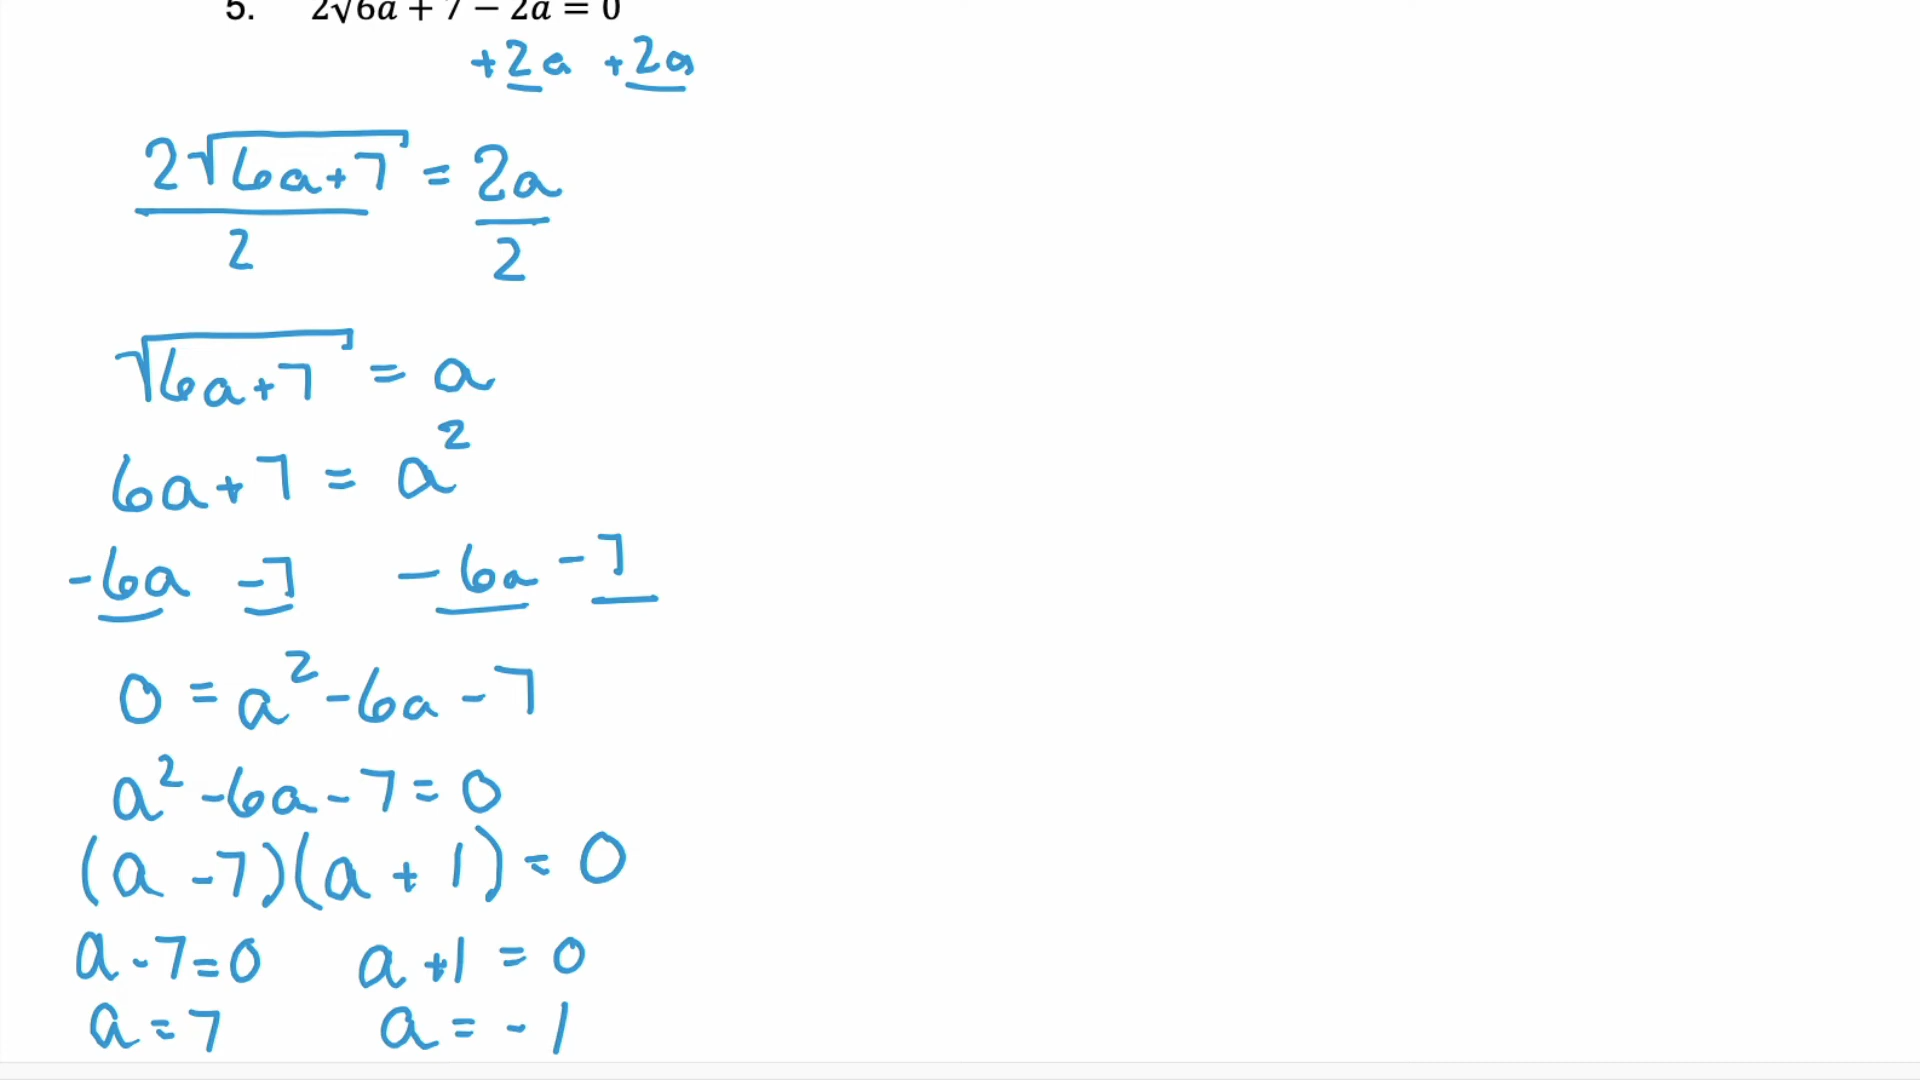 5. 2√6a + 7 − 2a = 0
+2a +2a
2√6a+7 = 2a
2 2
√6a+7 = a
6a+7 = a²
-6a -7 -6a -7
0 = a² -6a -7
a² -6a -7 = 0
(a -7)(a + 1) = 0
a -7=0 a +1 = 0
a = 7 a = -1